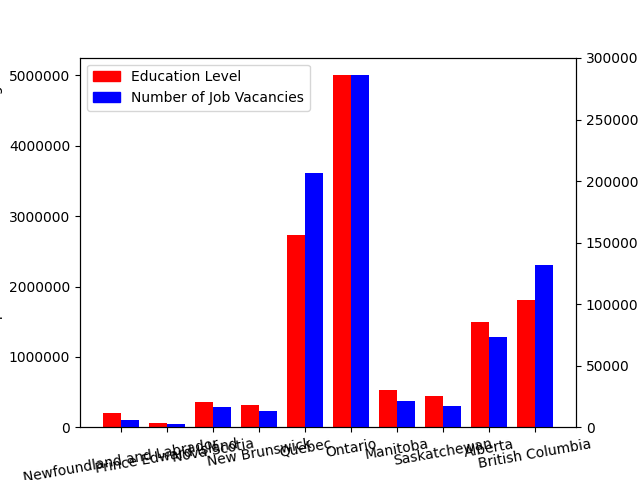 Education Level
Number of Job Vacancies
5000000
4000000
3000000
2000000
1000000
0
300000
250000
200000
150000
100000
50000
0
Newfoundland and Labrador
Prince Edward Island
Nova Scotia
New Brunswick
Quebec
Ontario
Manitoba
Saskatchewan
Alberta
British Columbia